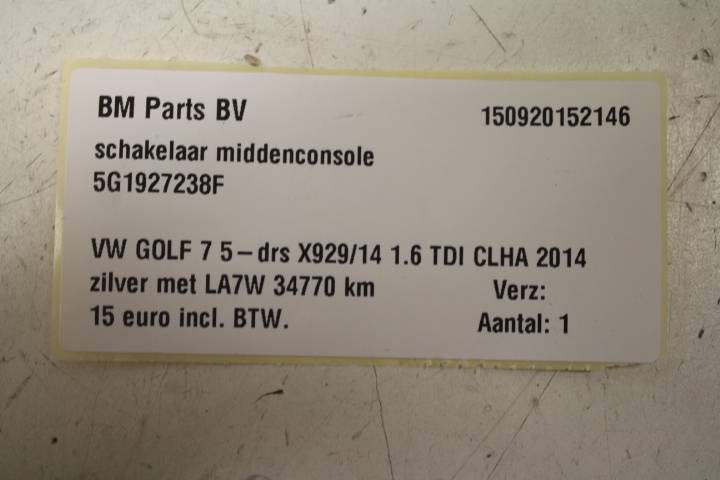 BM Parts BV 150920152146
schakelaar middenconsole
5G1927238F
VW GOLF 7 5-drs X929/14 1.6 TDI CLHA 2014
zilver met LA7W 34770 km Verz:
15 euro incl. BTW. Aantal: 1